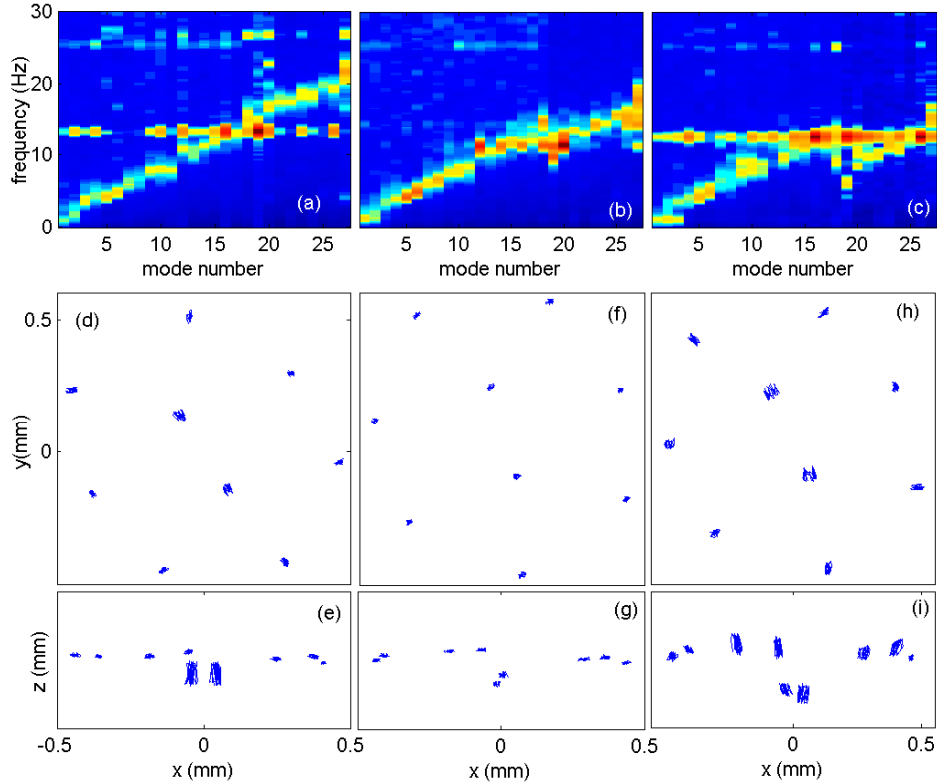 30
20
10
0
frequency (Hz)
(a)
(b)
(c)
5 10 15 20 25
5 10 15 20 25
5 10 15 20 25
mode number
mode number
mode number
0.5
0
y(mm)
(d)
(f)
(h)
z (mm)
(e)
(g)
(i)
-0.5 0 0.5
0 0.5
0 0.5
x (mm)
x (mm)
x (mm)